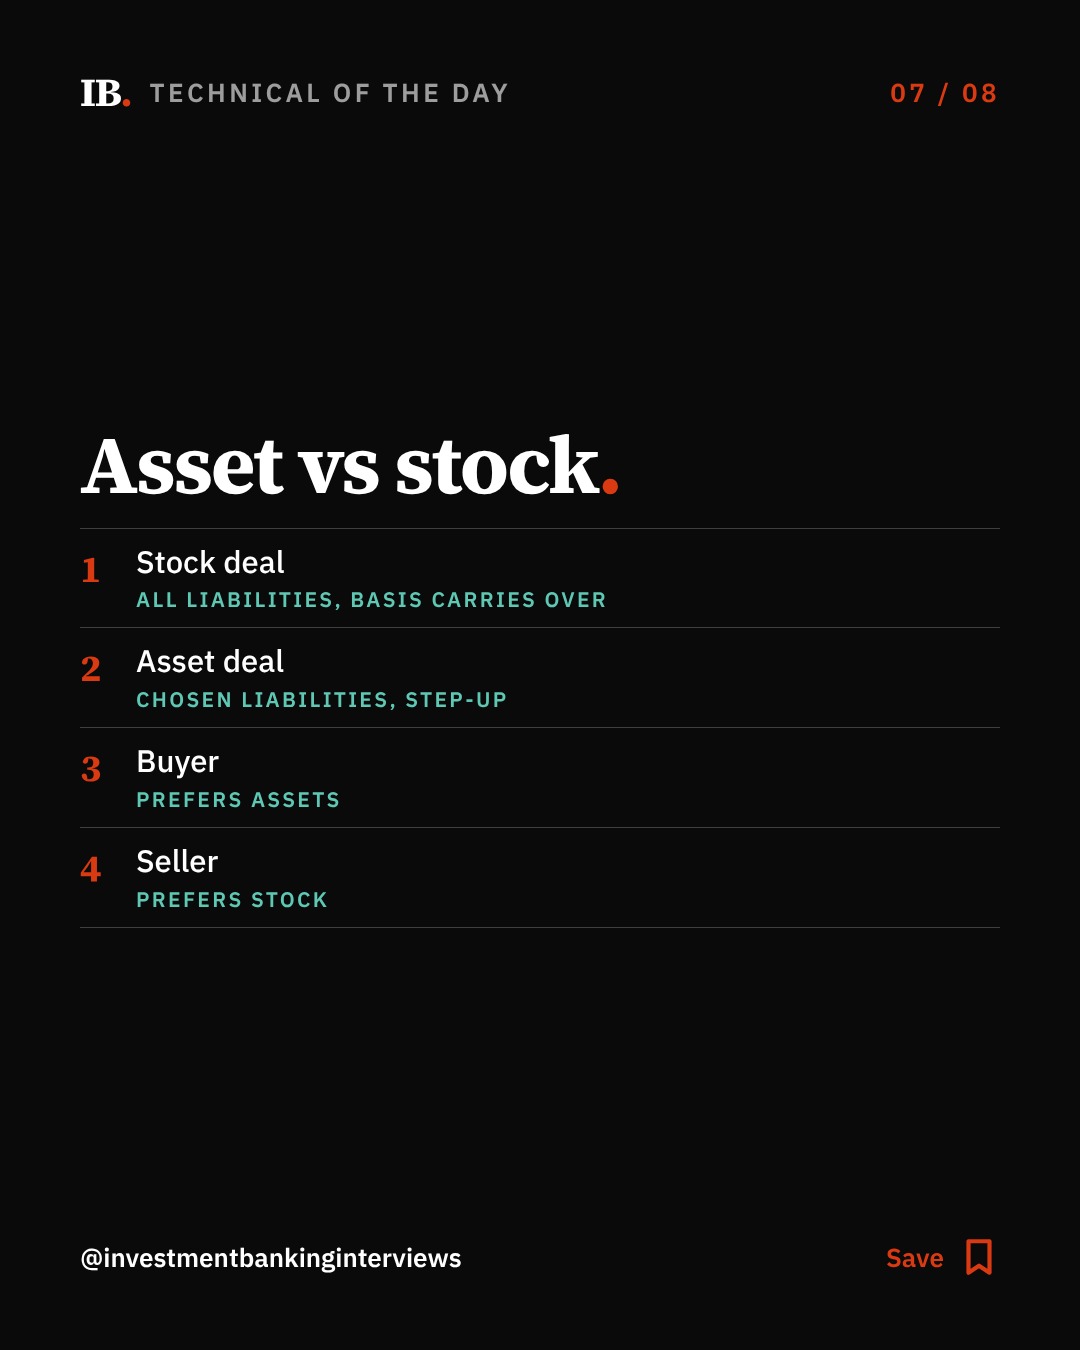 IB. TECHNICAL OF THE DAY
07 / 08
Asset vs stock.
1 Stock deal
ALL LIABILITIES, BASIS CARRIES OVER
2 Asset deal
CHOSEN LIABILITIES, STEP-UP
3 Buyer
PREFERS ASSETS
4 Seller
PREFERS STOCK
@investmentbankinginterviews
Save